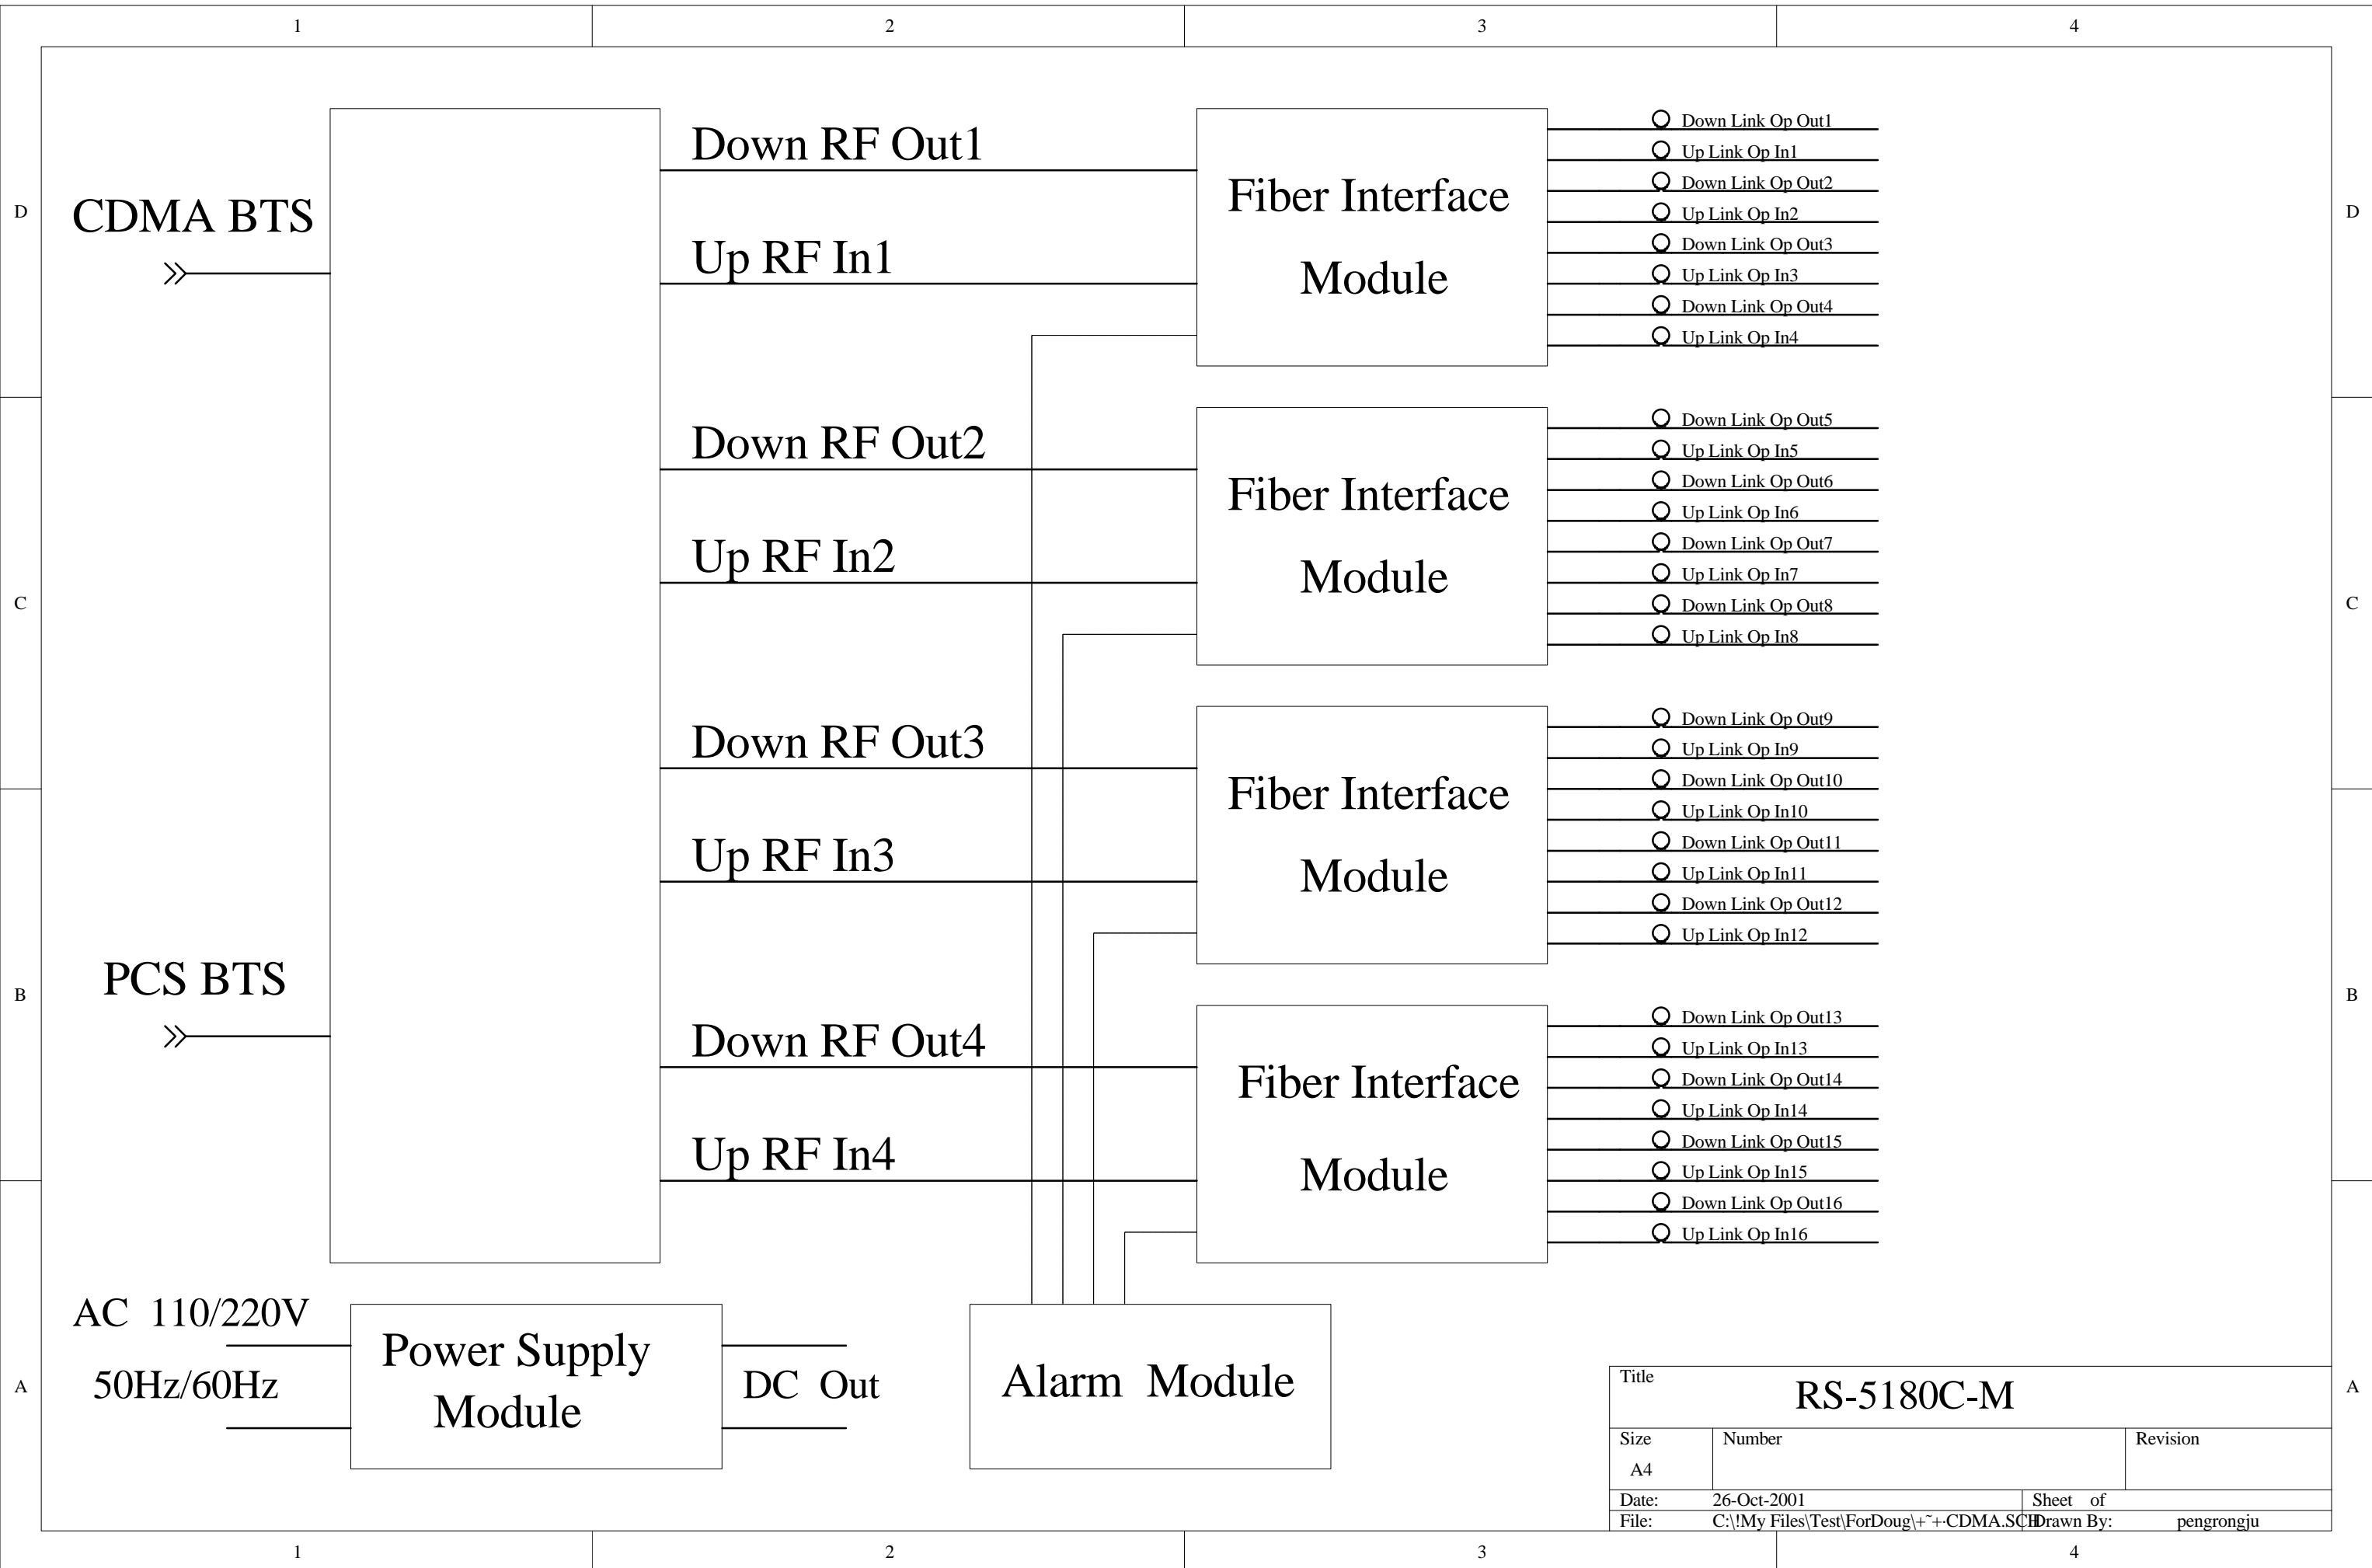 1 2 3 4
D D
C C
B B
A A
CDMA BTS
PCS BTS
Down RF Out1
Up RF In1
Down RF Out2
Up RF In2
Down RF Out3
Up RF In3
Down RF Out4
Up RF In4
Fiber Interface
Module
Down Link Op Out1
Up Link Op In1
Down Link Op Out2
Up Link Op In2
Down Link Op Out3
Up Link Op In3
Down Link Op Out4
Up Link Op In4
Fiber Interface
Module
Down Link Op Out5
Up Link Op In5
Down Link Op Out6
Up Link Op In6
Down Link Op Out7
Up Link Op In7
Down Link Op Out8
Up Link Op In8
Fiber Interface
Module
Down Link Op Out9
Up Link Op In9
Down Link Op Out10
Up Link Op In10
Down Link Op Out11
Up Link Op In11
Down Link Op Out12
Up Link Op In12
Fiber Interface
Module
Down Link Op Out13
Up Link Op In13
Down Link Op Out14
Up Link Op In14
Down Link Op Out15
Up Link Op In15
Down Link Op Out16
Up Link Op In16
AC 110/220V
50Hz/60Hz
Power Supply
Module
DC Out
Alarm Module
Title
RS-5180C-M
Size Number Revision
A4
Date: 26-Oct-2001 Sheet of
File: C:\!My Files\Test\ForDoug\+˜+·CDMA.SCH Drawn By: pengrongju
1 2 3 4